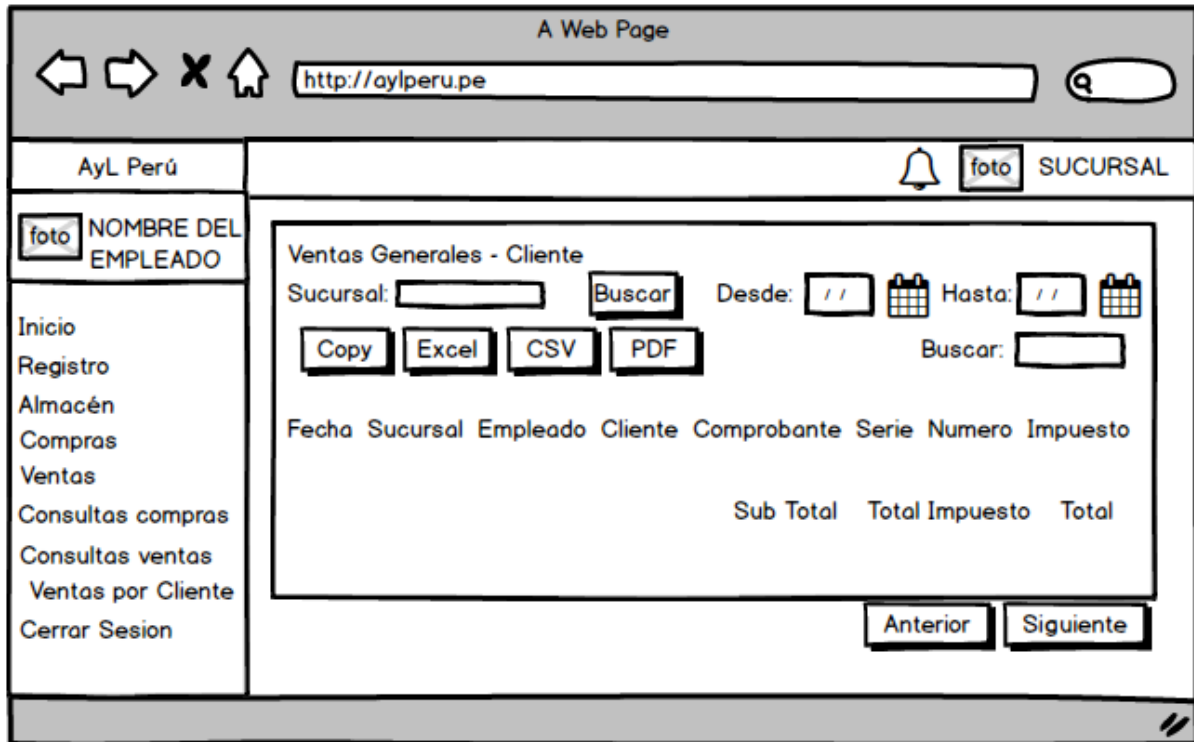 A Web Page
http://aylperu.pe
AyL Perú
foto SUCURSAL
foto NOMBRE DEL
EMPLEADO
Inicio
Registro
Almacén
Compras
Ventas
Consultas compras
Consultas ventas
Ventas por Cliente
Cerrar Sesion
Ventas Generales - Cliente
Sucursal: Buscar Desde: / / Hasta: / /
Copy Excel CSV PDF Buscar:
Fecha Sucursal Empleado Cliente Comprobante Serie Numero Impuesto
Sub Total Total Impuesto Total
Anterior Siguiente